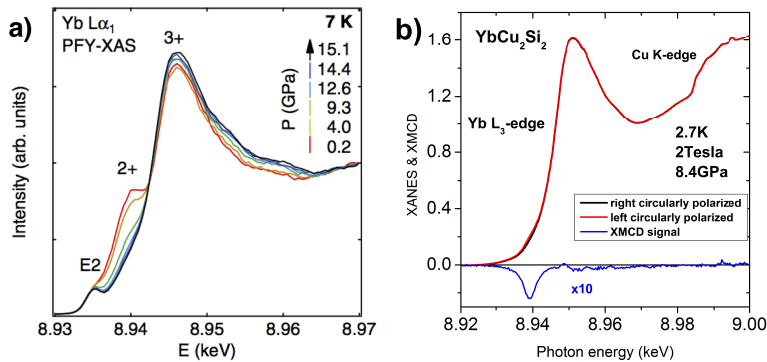 a)
Yb Lα₁
PFY-XAS
3+
7 K
15.1
14.4
12.6
9.3
4.0
0.2
P (GPa)
2+
E2
Intensity (arb. units)
8.93 8.94 8.95 8.96 8.97
E (keV)
b)
YbCu₂Si₂
Cu K-edge
Yb L₃-edge
2.7K
2Tesla
8.4GPa
right circularly polarized
left circularly polarized
XMCD signal
x10
XANES & XMCD
1.6
1.2
0.8
0.4
0.0
8.92 8.94 8.96 8.98 9.00
Photon energy (keV)